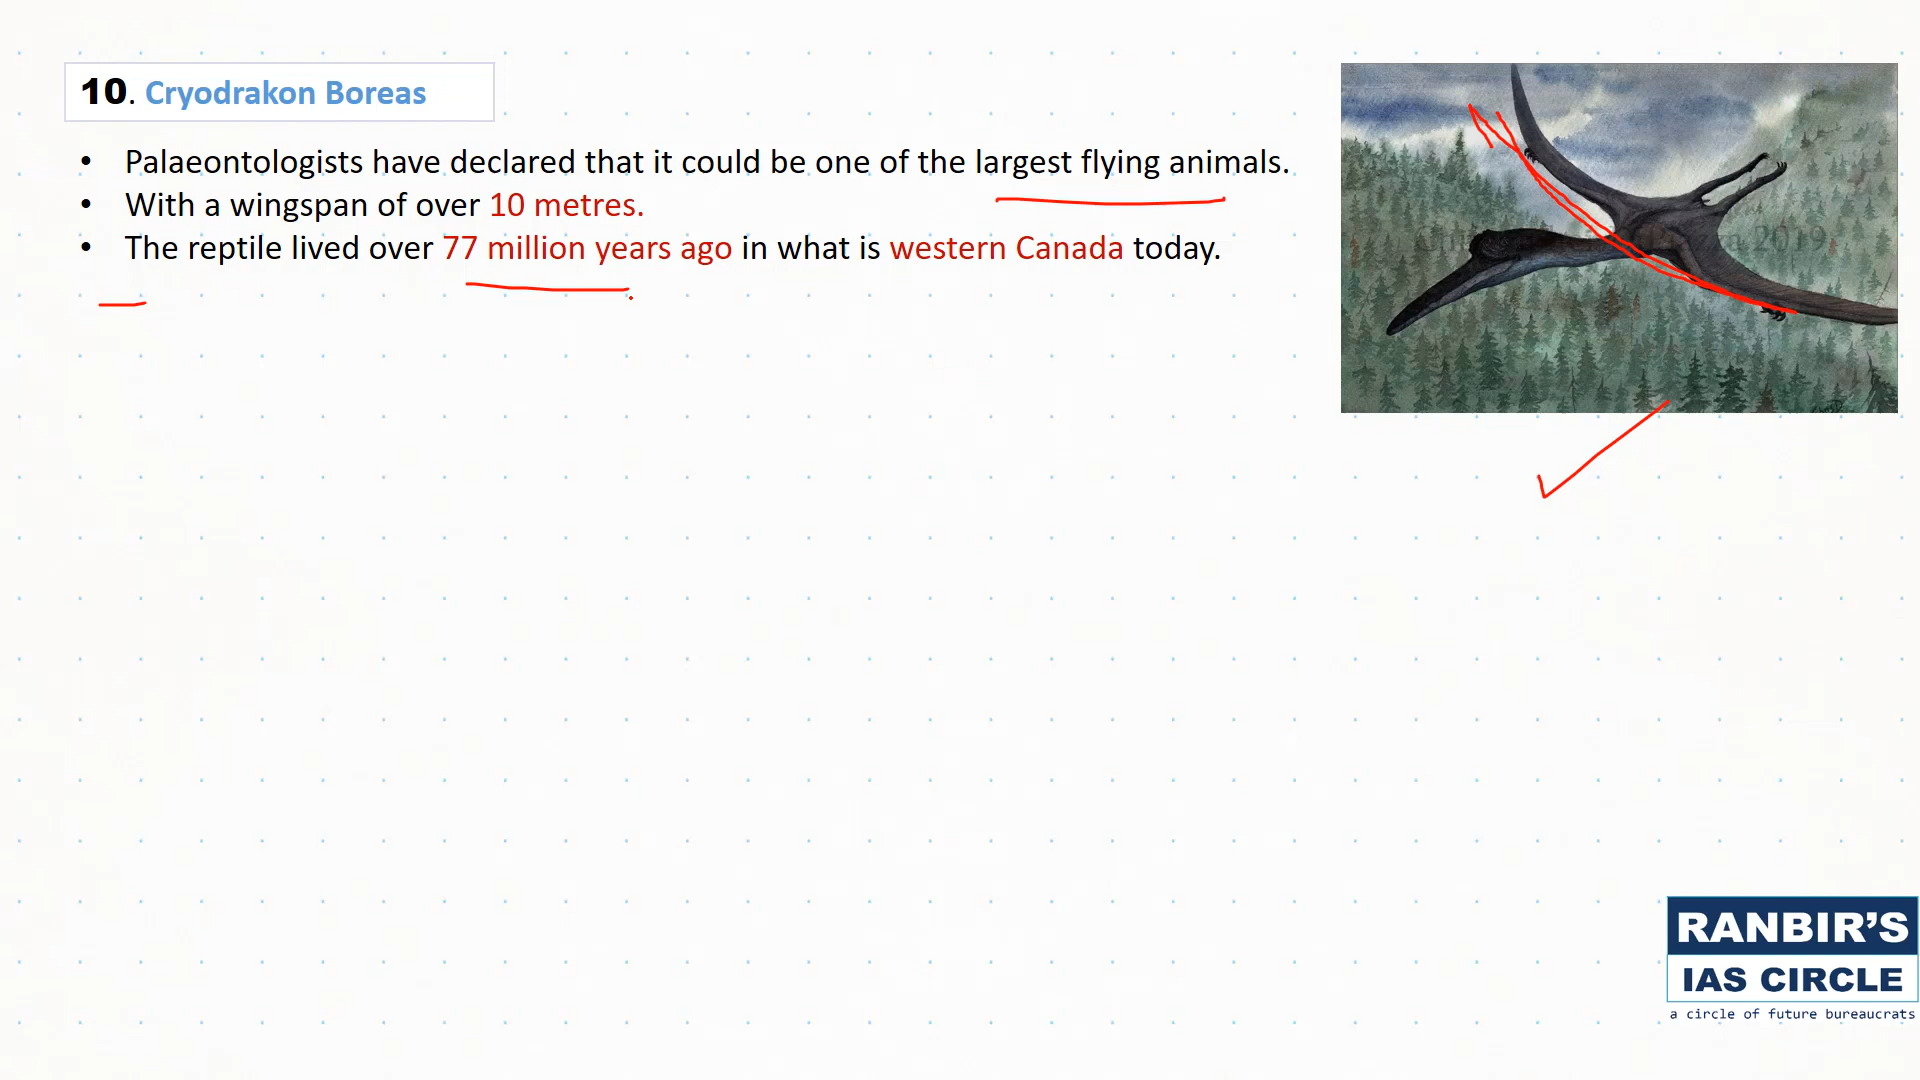 10. Cryodrakon Boreas
• Palaeontologists have declared that it could be one of the largest flying animals.
• With a wingspan of over 10 metres.
• The reptile lived over 77 million years ago in what is western Canada today.
2019
RANBIR'S
IAS CIRCLE
a circle of future bureaucrats